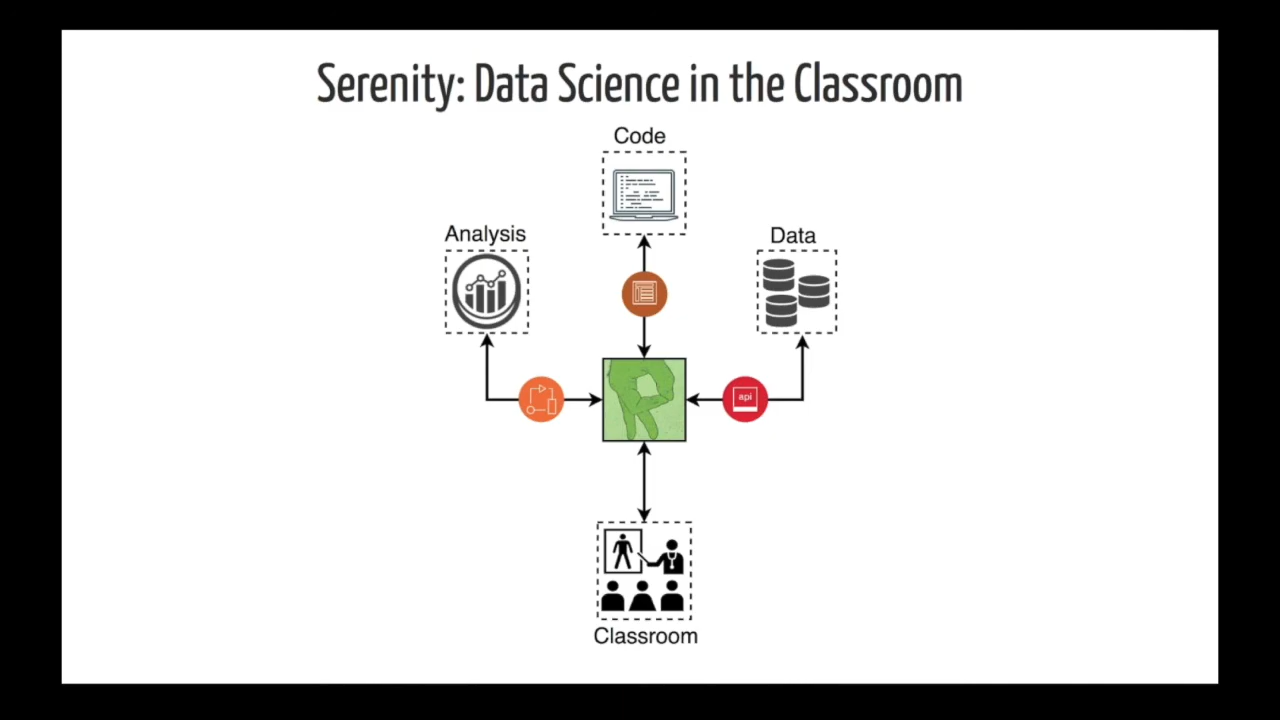 Serenity: Data Science in the Classroom
Code
Analysis
Data
api
Classroom